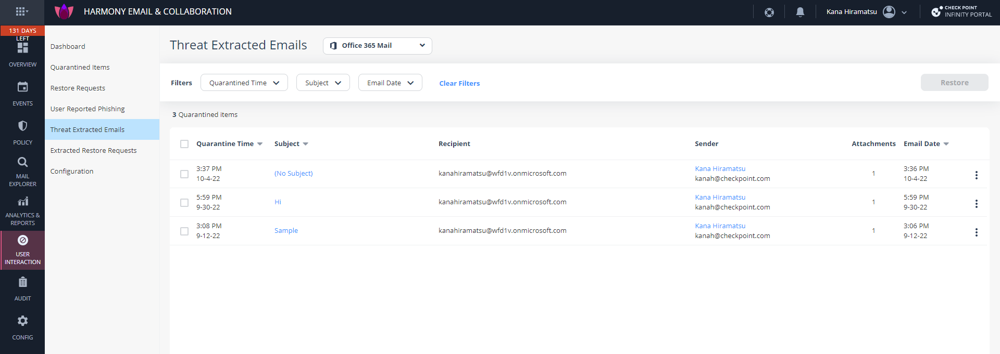 HARMONY EMAIL & COLLABORATION
Kana Hiramatsu
CHECK POINT
INFINITY PORTAL
131 DAYS
LEFT
OVERVIEW
EVENTS
POLICY
MAIL
EXPLORER
ANALYTICS &
REPORTS
USER
INTERACTION
AUDIT
CONFIG
Dashboard
Quarantined Items
Restore Requests
User Reported Phishing
Threat Extracted Emails
Extracted Restore Requests
Configuration
Threat Extracted Emails
Office 365 Mail
Filters Quarantined Time Subject Email Date Clear Filters Restore
3 Quarantined items
Quarantine Time Subject Recipient Sender Attachments Email Date
3:37 PM
10-4-22
(No Subject)
kanahiramatsu@wfd1v.onmicrosoft.com
Kana Hiramatsu
kanah@checkpoint.com
1
3:36 PM
10-4-22
5:59 PM
9-30-22
Hi
kanahiramatsu@wfd1v.onmicrosoft.com
Kana Hiramatsu
kanah@checkpoint.com
1
5:59 PM
9-30-22
3:08 PM
9-12-22
Sample
kanahiramatsu@wfd1v.onmicrosoft.com
Kana Hiramatsu
kanah@checkpoint.com
1
3:06 PM
9-12-22